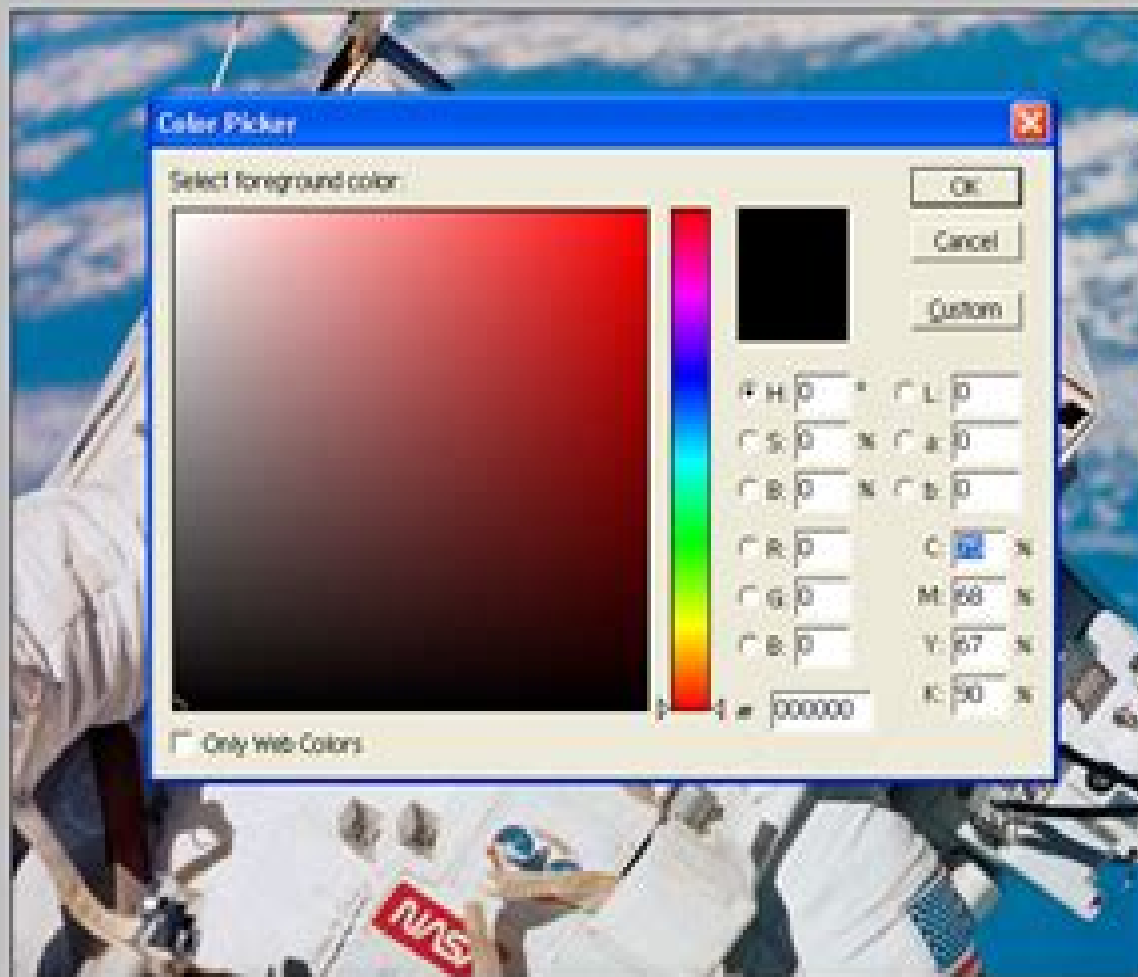 Color Picker
Select foreground color
OK
Cancel
Custom
H: 0 °
L: 0
S: 0 %
a: 0
B: 0 %
b: 0
R: 0
C: %
G: 0
M: 68 %
B: 0
Y: 67 %
K: 90 %
# 000000
Only Web Colors
NASA